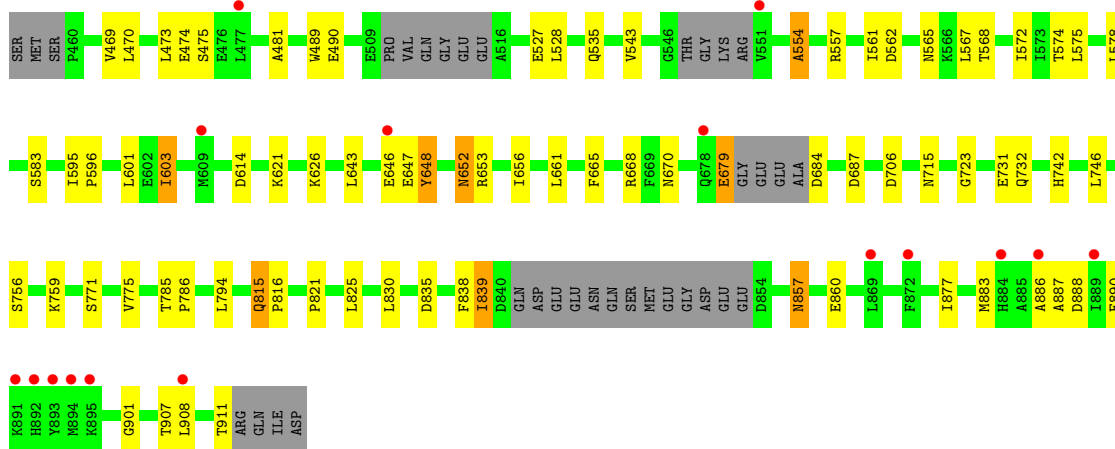 SER MET SER P460 V469 L470 L473 E474 S475 E476 L477 A481 W489 E490 E509 PRO VAL GLN GLY GLU GLU A516 E527 L528 Q535 V543 G546 THR GLY LYS ARG V551 A554 R557 I561 D562 N565 K566 L567 T568 I572 I573 T574 L575 L578
S583 I595 P596 L601 E602 I603 M609 D614 K621 K626 L643 E646 E647 Y648 N652 R653 I656 L661 F665 R668 F669 N670 Q678 E679 GLY GLU GLU ALA D684 D687 D706 N715 G723 E731 Q732 H742 L746
S756 K759 S771 V775 T785 P786 L794 Q815 P816 P821 L825 L830 D835 F838 I839 D840 GLN ASP GLU GLU ASN GLN SER MET GLU GLY ASP GLU GLU D854 N857 E860 L869 F872 I877 M883 H884 A885 A886 A887 D888 I889
K891 H892 Y893 M894 K895 G901 T907 L908 T911 ARG GLN ILE ASP